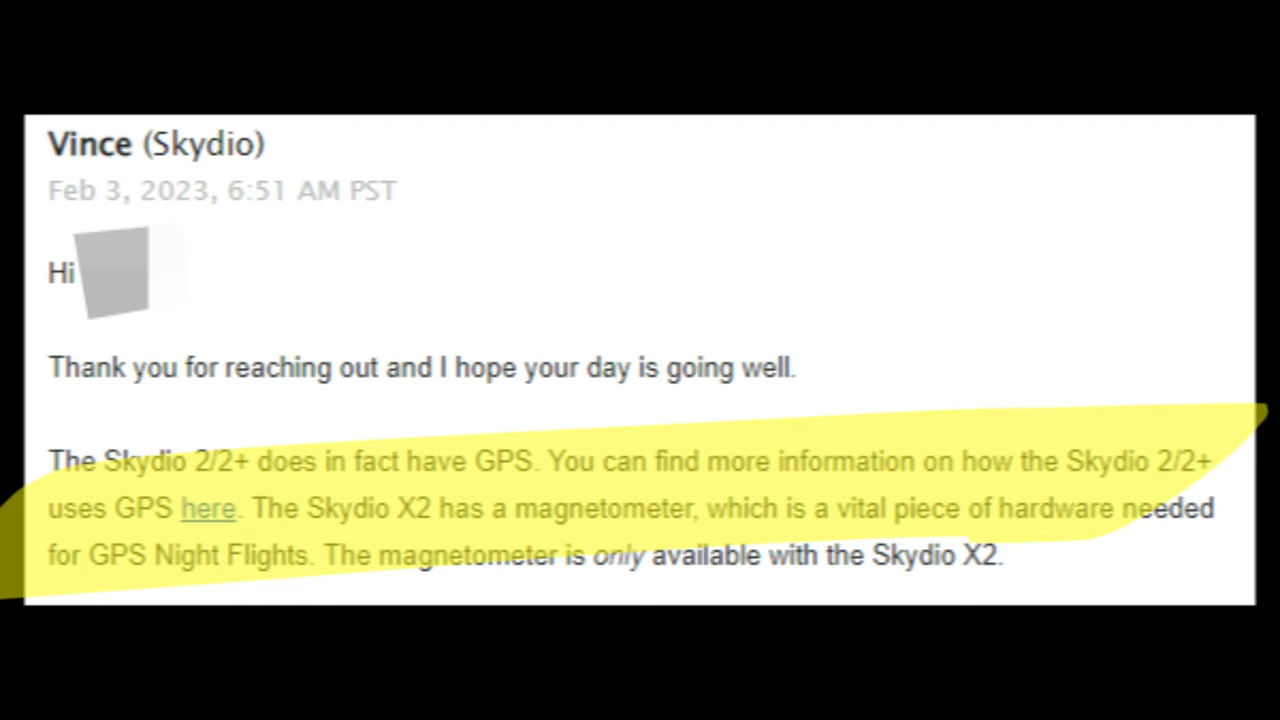 Vince (Skydio)
Feb 3, 2023, 6:51 AM PST
Hi
Thank you for reaching out and I hope your day is going well.
The Skydio 2/2+ does in fact have GPS. You can find more information on how the Skydio 2/2+
uses GPS here. The Skydio X2 has a magnetometer, which is a vital piece of hardware needed
for GPS Night Flights. The magnetometer is only available with the Skydio X2.